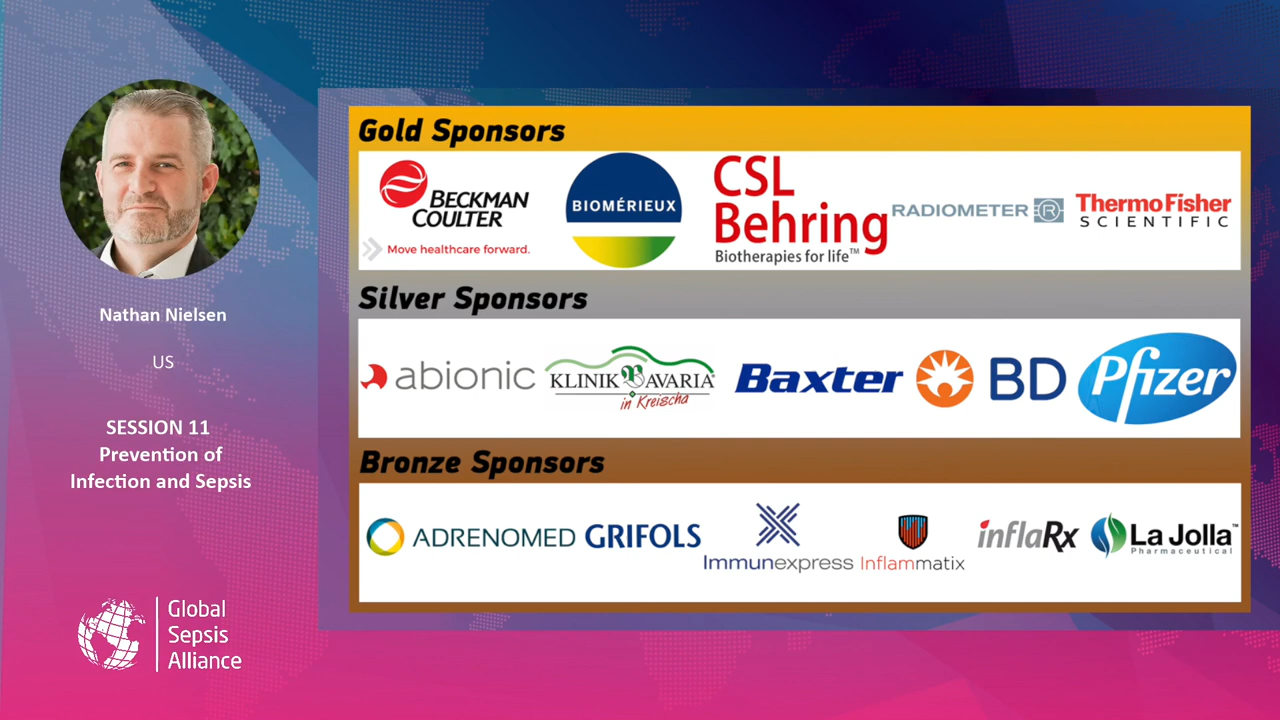 Nathan Nielsen
US
SESSION 11
Prevention of
Infection and Sepsis
Global
Sepsis
Alliance
Gold Sponsors
BECKMAN
COULTER
Move healthcare forward.
BIOMÉRIEUX
CSL
Behring
Biotherapies for life™
RADIOMETER R
ThermoFisher
SCIENTIFIC
Silver Sponsors
abionic
KLINIK BAVARIA®
in Kreischa
Baxter
BD
Pfizer
Bronze Sponsors
ADRENOMED
GRIFOLS
Immunexpress
Inflammatix
inflaRx
La Jolla™
Pharmaceutical